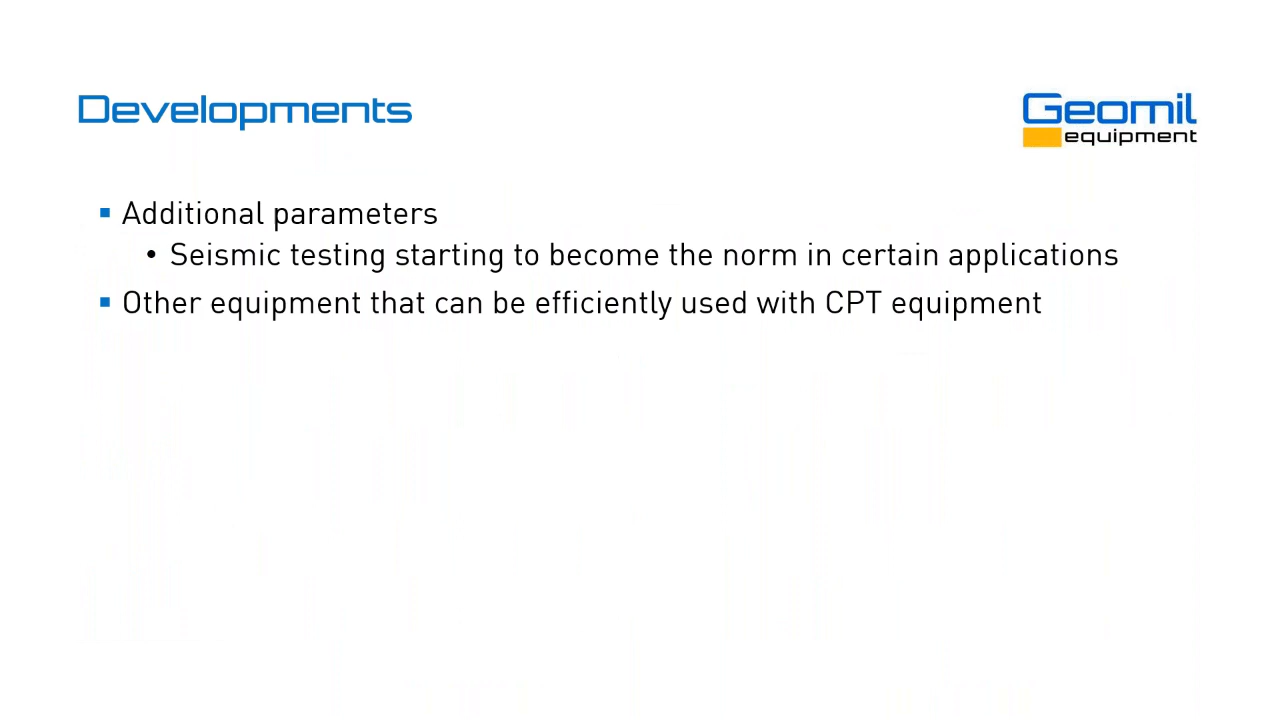 Developments
Geomil
equipment
▪ Additional parameters
• Seismic testing starting to become the norm in certain applications
▪ Other equipment that can be efficiently used with CPT equipment